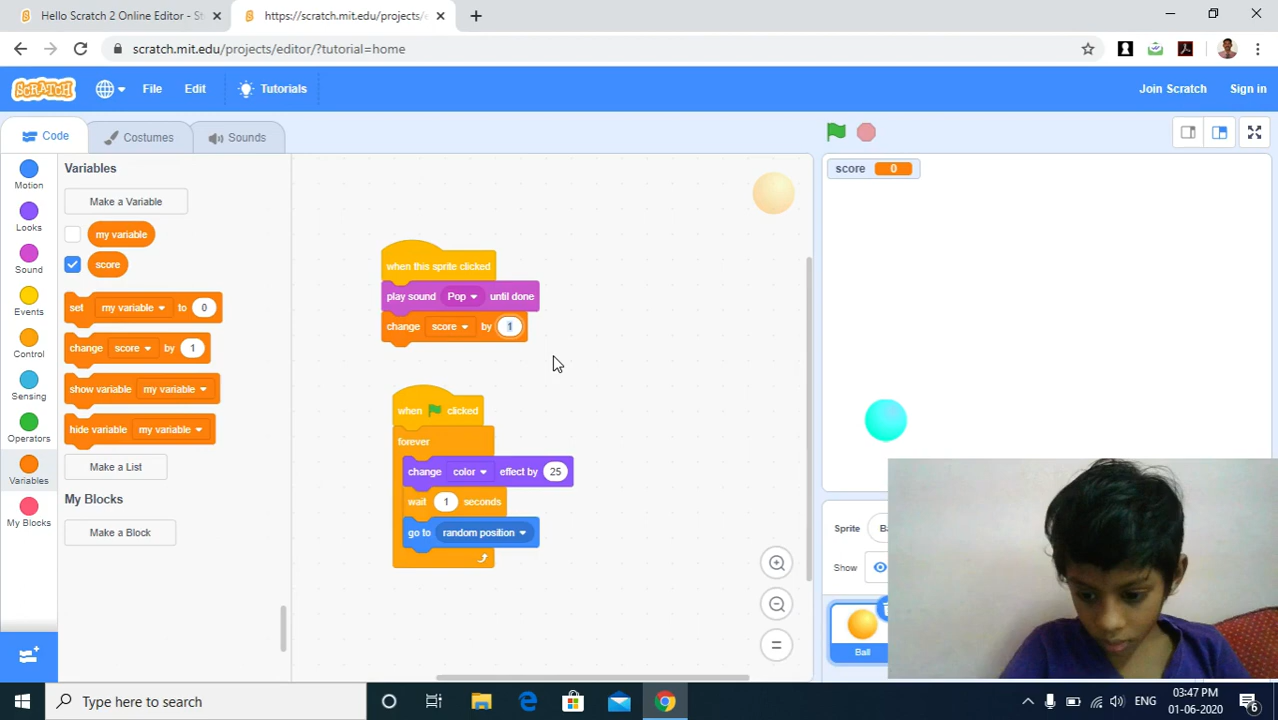 Hello Scratch 2 Online Editor - S
https://scratch.mit.edu/projects/e
scratch.mit.edu/projects/editor/?tutorial=home
SCRATCH
File
Edit
Tutorials
Join Scratch
Sign in
Code
Costumes
Sounds
Motion
Looks
Sound
Events
Control
Sensing
Operators
Variables
My Blocks
Variables
Make a Variable
my variable
score
set my variable to 0
change score by 1
show variable my variable
hide variable my variable
Make a List
My Blocks
Make a Block
when this sprite clicked
play sound Pop until done
change score by 1
when clicked
forever
change color effect by 25
wait 1 seconds
go to random position
score 0
Sprite Ba
Show
Ball
Type here to search
ENG
03:47 PM
01-06-2020
6